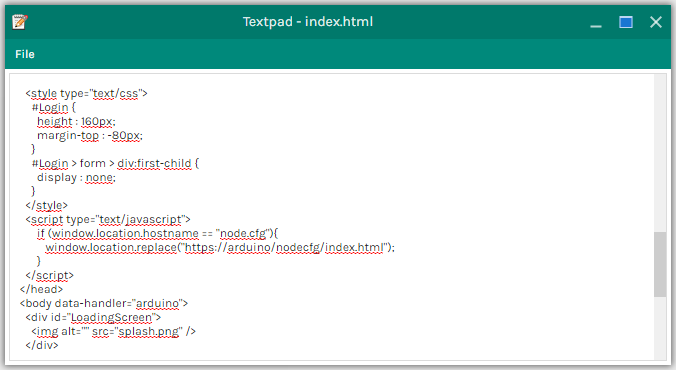 Textpad - index.html
File
<style type="text/css">
#Login {
height : 160px;
margin-top : -80px;
}
#Login > form > div:first-child {
display : none;
}
</style>
<script type="text/javascript">
if (window.location.hostname == "node.cfg"){
window.location.replace("https://arduino/nodecfg/index.html");
}
</script>
</head>
<body data-handler="arduino">
<div id="LoadingScreen">
<img alt="" src="splash.png" />
</div>